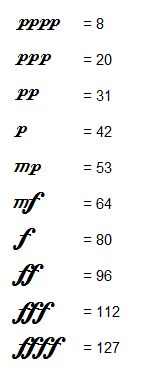 pppp = 8
ppp = 20
pp = 31
p = 42
mp = 53
mf = 64
f = 80
ff = 96
fff = 112
ffff = 127